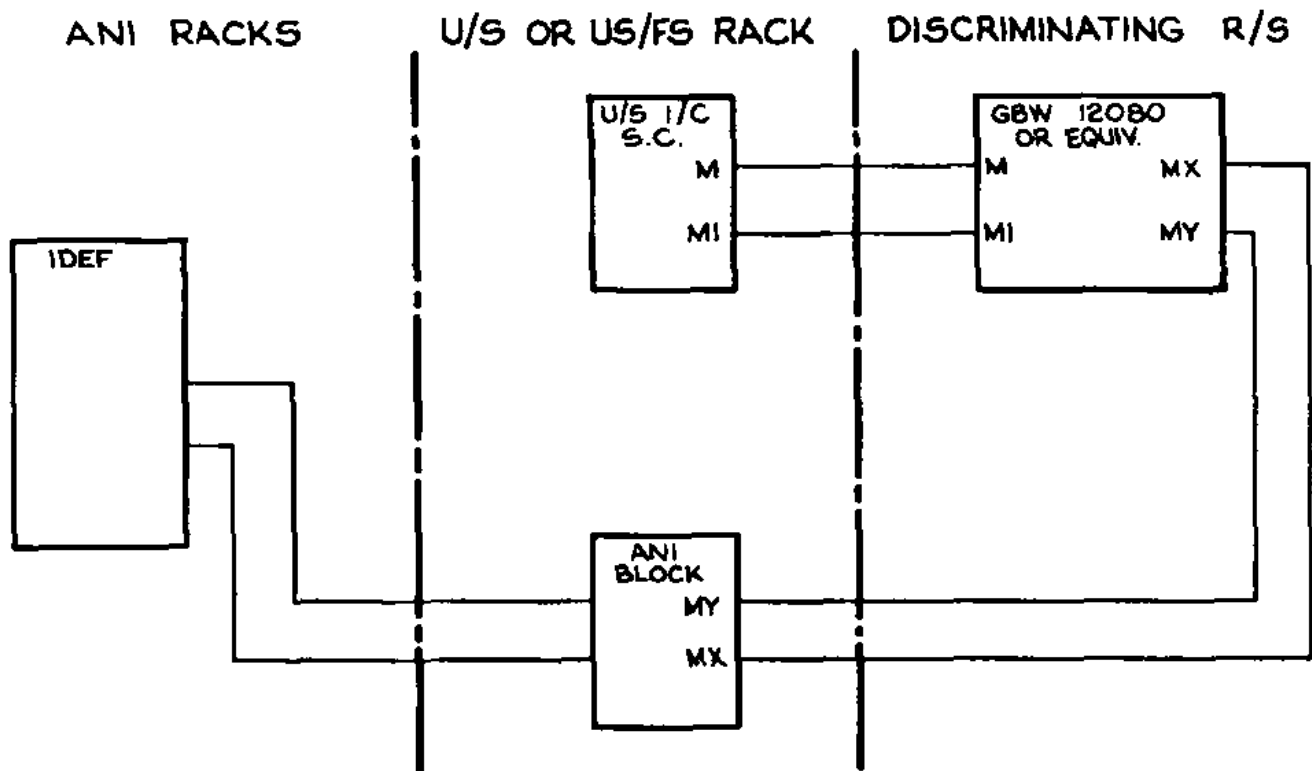 ANI RACKS
U/S OR US/FS RACK
DISCRIMINATING R/S
U/S I/C
S.C.
M
MI
GBW 12080
OR EQUIV.
M
MX
MI
MY
IDEF
ANI
BLOCK
MY
MX